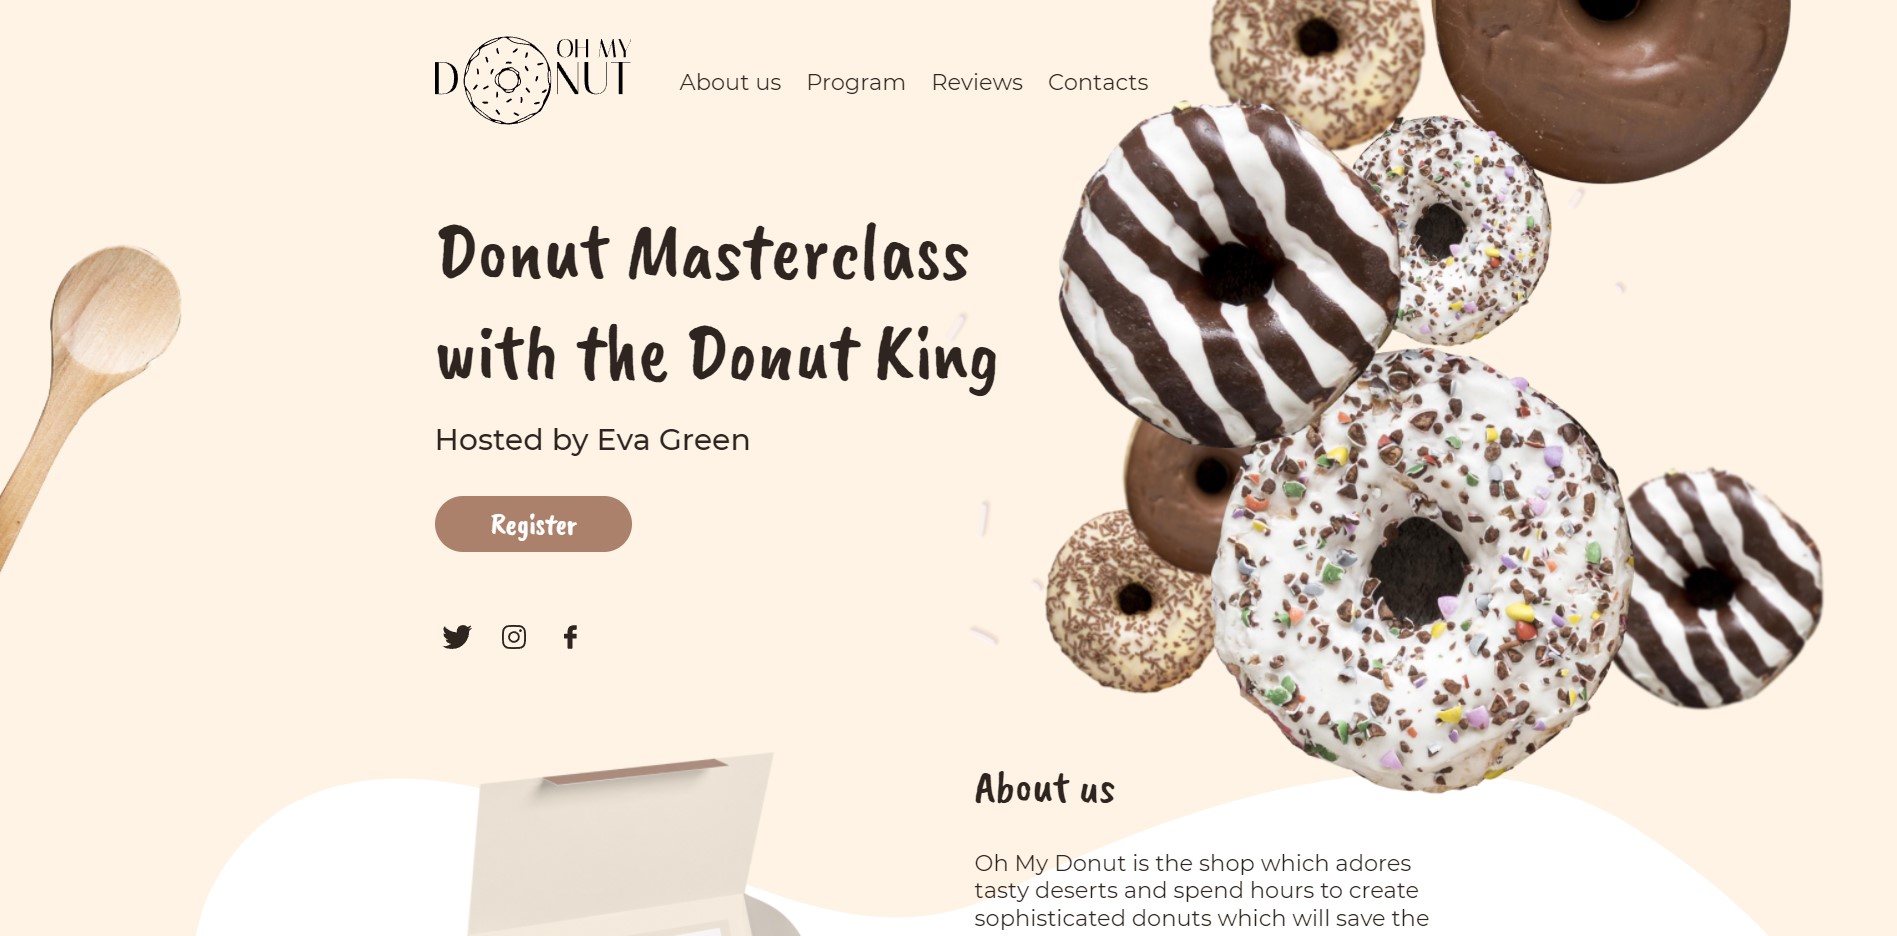 OH MY
DONUT
About us Program Reviews Contacts
Donut Masterclass
with the Donut King
Hosted by Eva Green
Register
About us
Oh My Donut is the shop which adores
tasty deserts and spend hours to create
sophisticated donuts which will save the